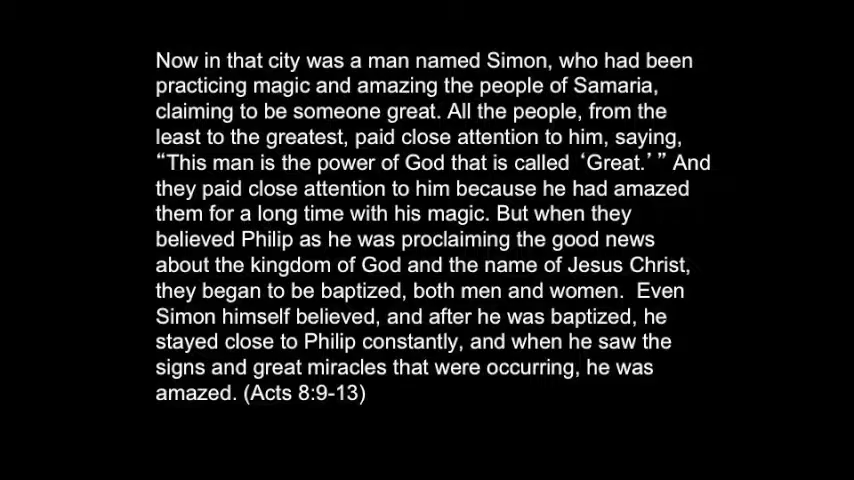 Now in that city was a man named Simon, who had been
practicing magic and amazing the people of Samaria,
claiming to be someone great. All the people, from the
least to the greatest, paid close attention to him, saying,
“This man is the power of God that is called ‘Great.’ ” And
they paid close attention to him because he had amazed
them for a long time with his magic. But when they
believed Philip as he was proclaiming the good news
about the kingdom of God and the name of Jesus Christ,
they began to be baptized, both men and women.  Even
Simon himself believed, and after he was baptized, he
stayed close to Philip constantly, and when he saw the
signs and great miracles that were occurring, he was
amazed. (Acts 8:9-13)